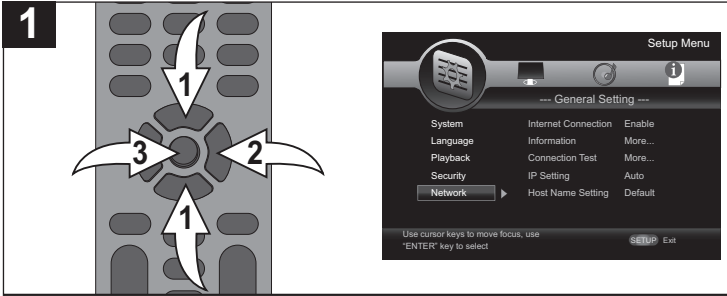 1
1
3
2
1
Setup Menu
i
--- General Setting ---
System Internet Connection Enable
Language Information More...
Playback Connection Test More...
Security IP Setting Auto
Network Host Name Setting Default
Use cursor keys to move focus, use
“ENTER” key to select
SETUP Exit